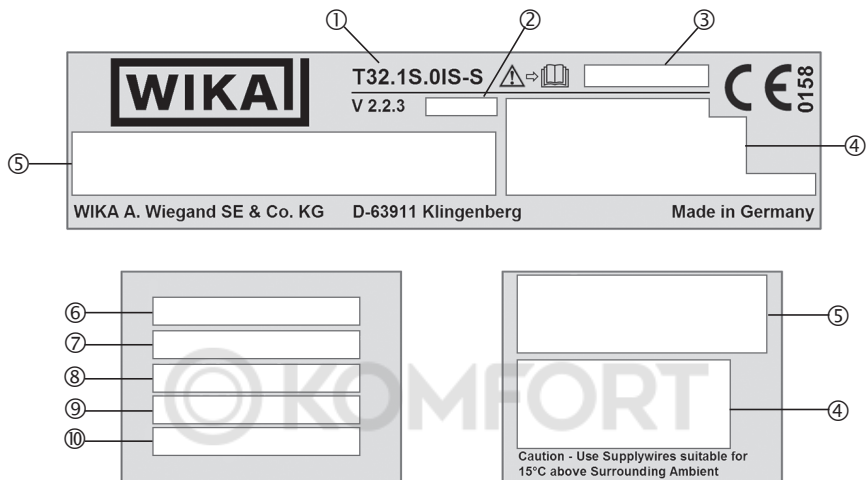 ① ② ③
WIKA T32.1S.0IS-S CE 0158
V 2.2.3
⑤ ④
WIKA A. Wiegand SE & Co. KG D-63911 Klingenberg Made in Germany
⑥ ⑤
⑦
⑧
⑨ ④
⑩
KOMFORT
Caution - Use Supplywires suitable for
15°C above Surrounding Ambient